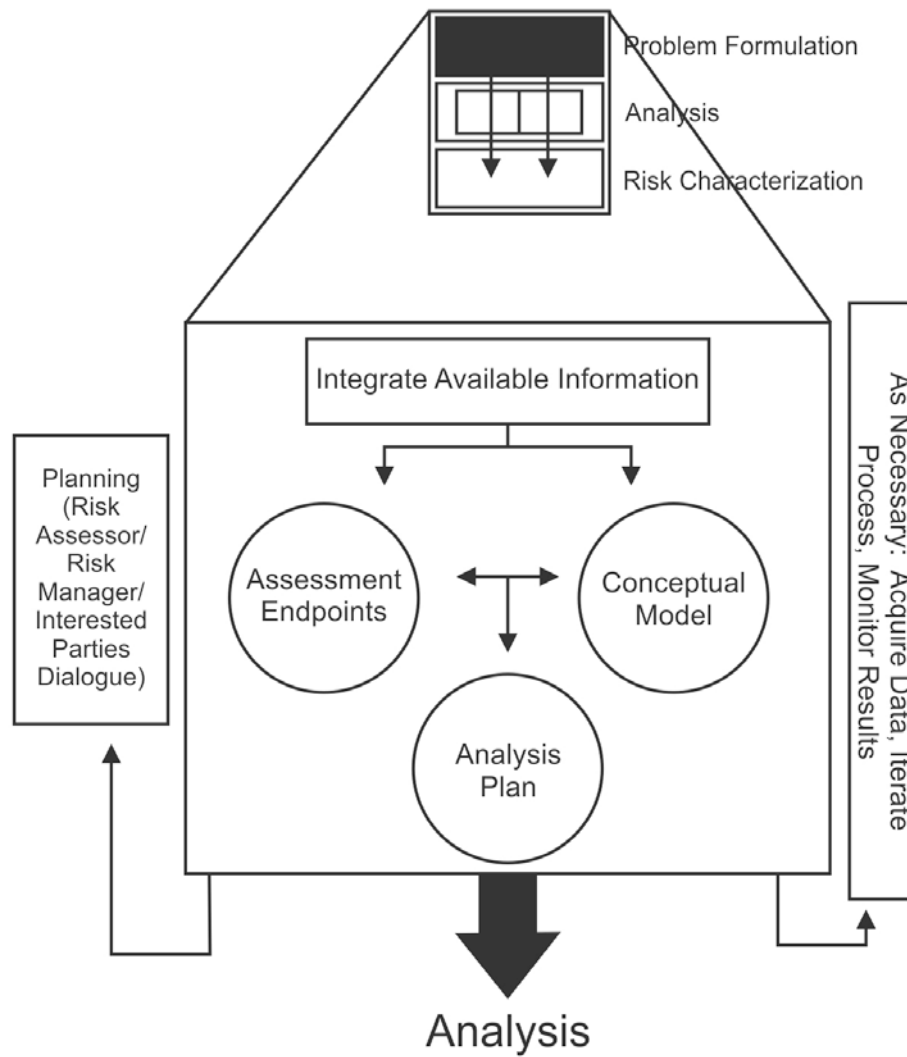 Problem Formulation
Analysis
Risk Characterization
Integrate Available Information
Planning
(Risk
Assessor/
Risk
Manager/
Interested
Parties
Dialogue)
Assessment
Endpoints
Conceptual
Model
Analysis
Plan
As Necessary: Acquire Data, Iterate
Process, Monitor Results
Analysis